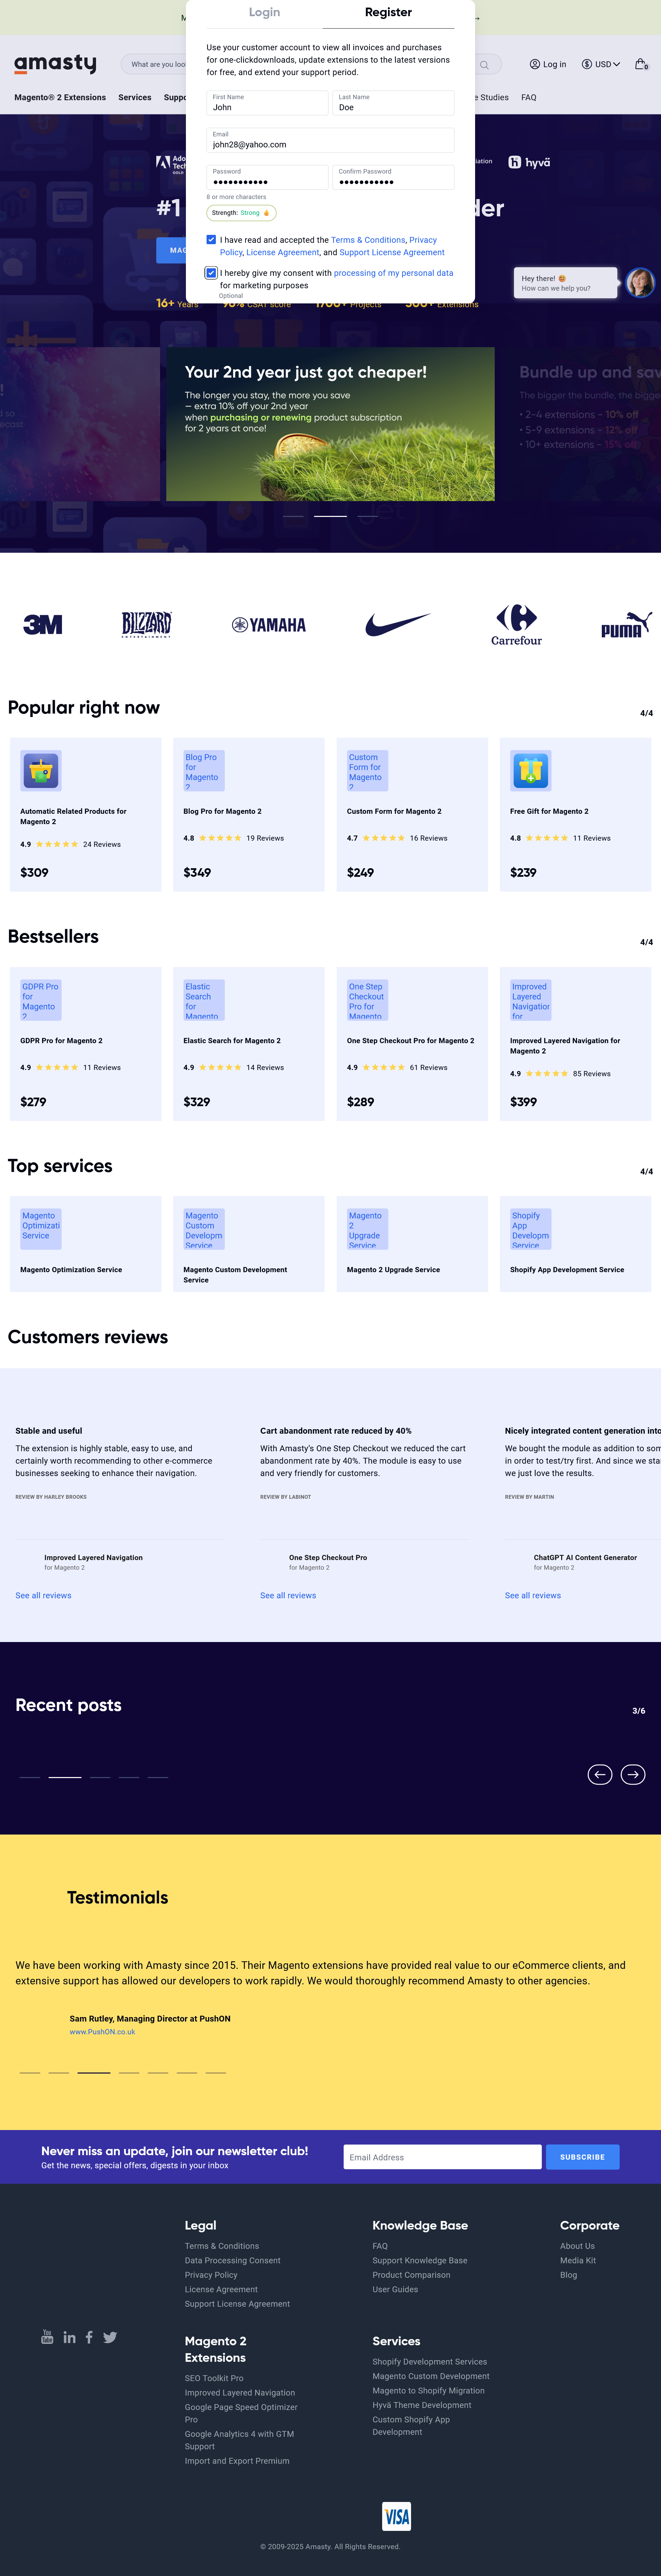 Login
Register
Use your customer account to view all invoices and purchases
for one-clickdownloads, update extensions to the latest versions
for free, and extend your support period.
First Name
John
Last Name
Doe
Email
john28@yahoo.com
Password
Confirm Password
8 or more characters
Strength: Strong
I have read and accepted the Terms & Conditions, Privacy
Policy, License Agreement, and Support License Agreement
I hereby give my consent with processing of my personal data
for marketing purposes
Optional
amasty
Log in
USD
0
Magento® 2 Extensions
Services
FAQ
GOLD
hyvä
#1
16+ Years
Extensions
Hey there!
How can we help you?
Your 2nd year just got cheaper!
The longer you stay, the more you save
— extra 10% off your 2nd year
when purchasing or renewing product subscription
for 2 years at once!
Bundle up and sav
The bigger the bundle, the bigge
• 2-4 extensions - 10% off
• 5-9 extensions - 12% off
• 10+ extensions - 15% off
3M
BLIZZARD
ENTERTAINMENT
YAMAHA
Carrefour
PUMA
Popular right now
4/4
Blog Pro
for
Magento
2
Custom
Form for
Magento
2
Automatic Related Products for
Magento 2
4.9
24 Reviews
$309
Blog Pro for Magento 2
4.8
19 Reviews
$349
Custom Form for Magento 2
4.7
16 Reviews
$249
Free Gift for Magento 2
4.8
11 Reviews
$239
Bestsellers
4/4
GDPR Pro
for
Magento
2
GDPR Pro for Magento 2
4.9
11 Reviews
$279
Elastic
Search
for
Magento
Elastic Search for Magento 2
4.9
14 Reviews
$329
One Step
Checkout
Pro for
Magento
One Step Checkout Pro for Magento 2
4.9
61 Reviews
$289
Improved
Layered
Navigation
for
Improved Layered Navigation for
Magento 2
4.9
85 Reviews
$399
Top services
4/4
Magento
Optimizati
Service
Magento Optimization Service
Magento
Custom
Developm
Service
Magento Custom Development
Service
Magento
2
Upgrade
Service
Magento 2 Upgrade Service
Shopify
App
Developm
Service
Shopify App Development Service
Customers reviews
Stable and useful
The extension is highly stable, easy to use, and
certainly worth recommending to other e-commerce
businesses seeking to enhance their navigation.
REVIEW BY HARLEY BROOKS
Improved Layered Navigation
for Magento 2
See all reviews
Cart abandonment rate reduced by 40%
With Amasty's One Step Checkout we reduced the cart
abandonment rate by 40%. The module is easy to use
and very friendly for customers.
REVIEW BY LABINOT
One Step Checkout Pro
for Magento 2
See all reviews
Nicely integrated content generation into
We bought the module as addition to som
in order to test/try first. And since we sta
we just love the results.
REVIEW BY MARTIN
ChatGPT AI Content Generator
for Magento 2
See all reviews
Recent posts
3/6
Testimonials
We have been working with Amasty since 2015. Their Magento extensions have provided real value to our eCommerce clients, and
extensive support has allowed our developers to work rapidly. We would thoroughly recommend Amasty to other agencies.
Sam Rutley, Managing Director at PushON
www.PushON.co.uk
Never miss an update, join our newsletter club!
Get the news, special offers, digests in your inbox
Email Address
SUBSCRIBE
Legal
Terms & Conditions
Data Processing Consent
Privacy Policy
License Agreement
Support License Agreement
Knowledge Base
FAQ
Support Knowledge Base
Product Comparison
User Guides
Corporate
About Us
Media Kit
Blog
You
Tube
Magento 2
Extensions
SEO Toolkit Pro
Improved Layered Navigation
Google Page Speed Optimizer
Pro
Google Analytics 4 with GTM
Support
Import and Export Premium
Services
Shopify Development Services
Magento Custom Development
Magento to Shopify Migration
Hyvä Theme Development
Custom Shopify App
Development
VISA
© 2009-2025 Amasty. All Rights Reserved.